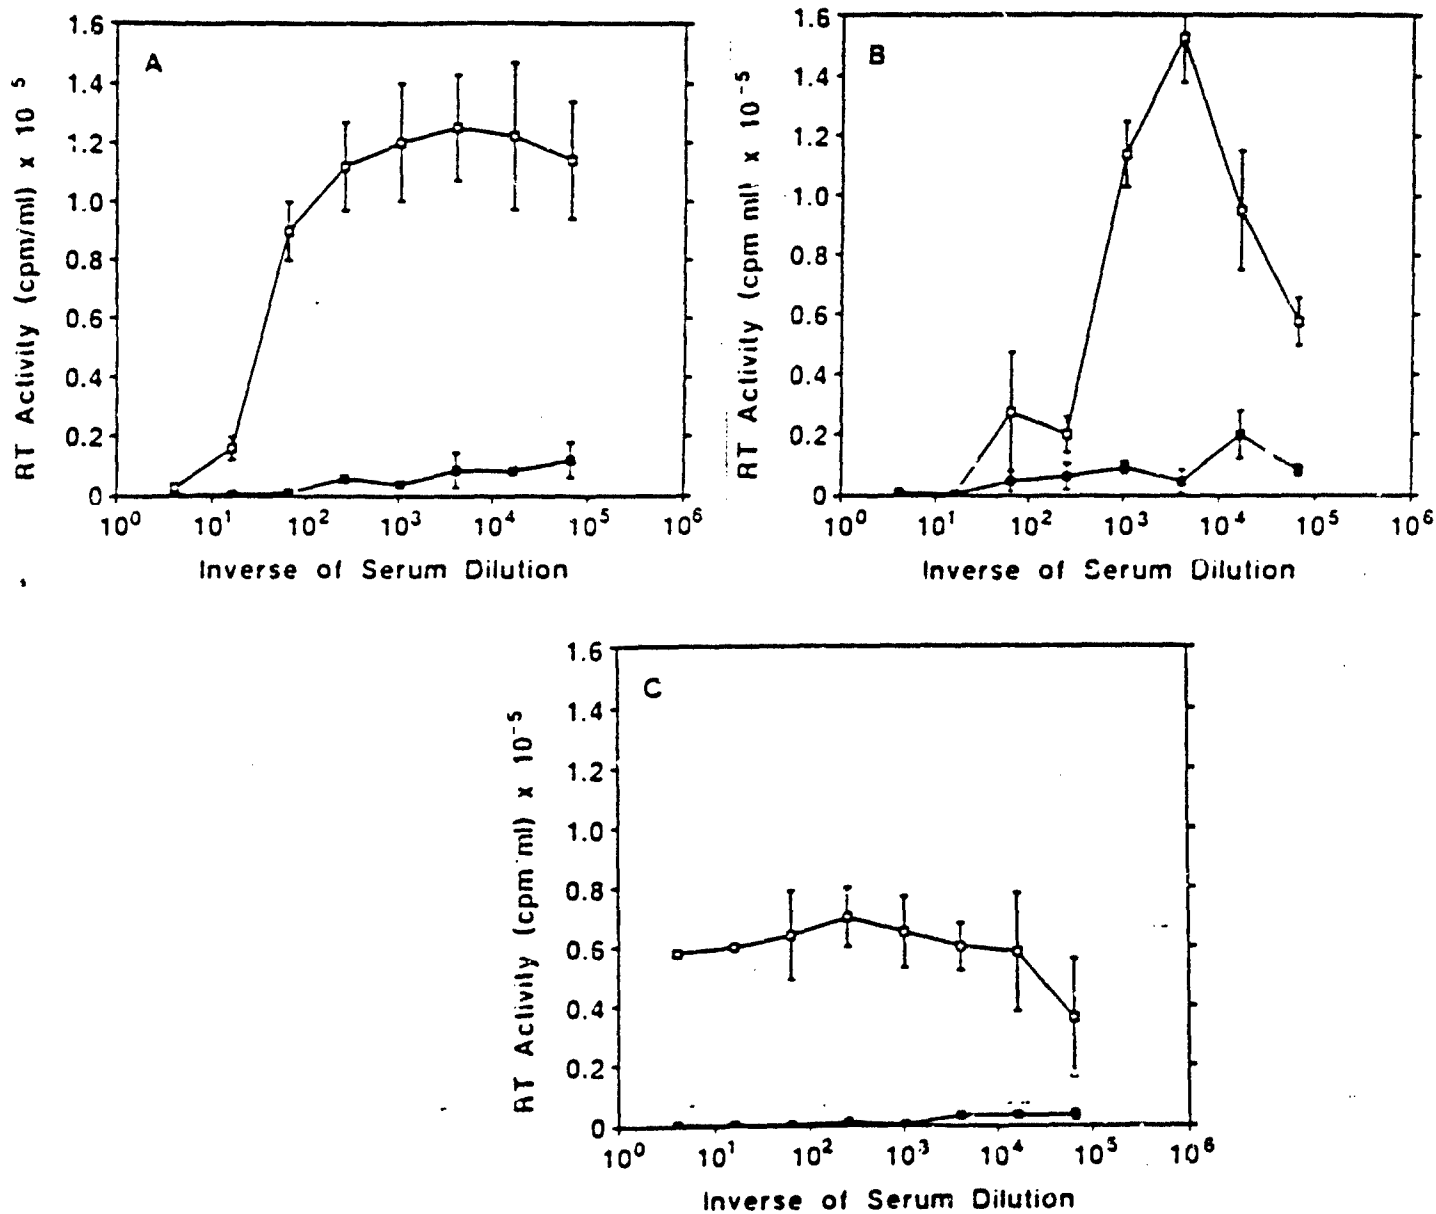 A
RT Activity (cpm/ml) x 10 5
1.6
1.4
1.2
1.0
0.8
0.6
0.4
0.2
0
10⁰ 10¹ 10² 10³ 10⁴ 10⁵ 10⁶
Inverse of Serum Dilution
B
RT Activity (cpm ml) x 10⁻⁵
1.6
1.4
1.2
1.0
0.8
0.6
0.4
0.2
0
10⁰ 10¹ 10² 10³ 10⁴ 10⁵ 10⁶
Inverse of Serum Dilution
C
RT Activity (cpm ml) x 10⁻⁵
1.6
1.4
1.2
1.0
0.8
0.6
0.4
0.2
0
10⁰ 10¹ 10² 10³ 10⁴ 10⁵ 10⁶
Inverse of Serum Dilution